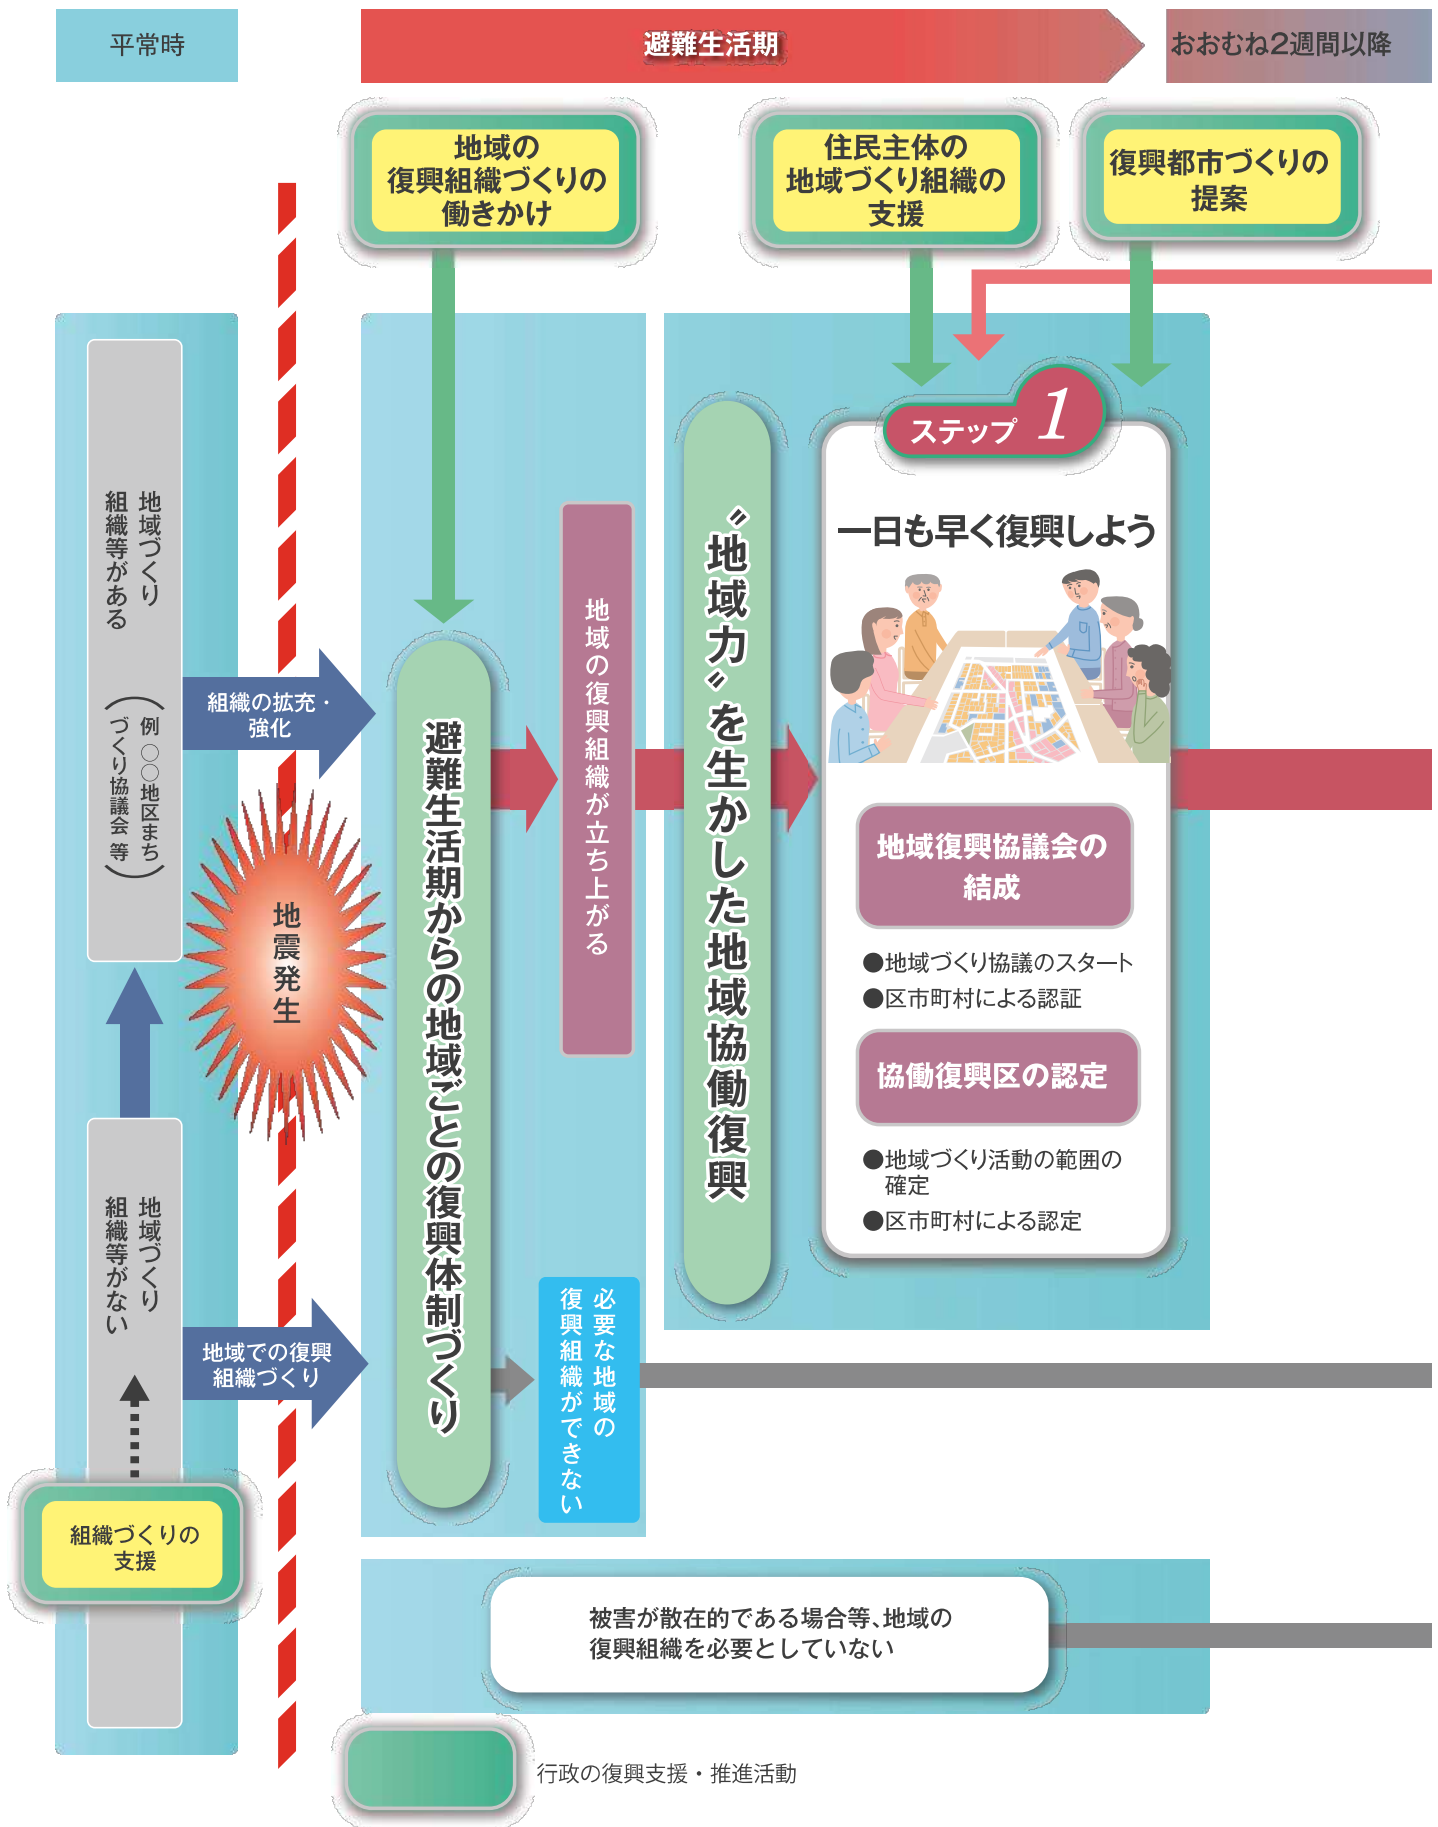 平常時
避難生活期
おおむね2週間以降
地域の
復興組織づくりの
働きかけ
住民主体の
地域づくり組織の
支援
復興都市づくりの
提案
地域づくり
組織等がある
（例 ○○地区まち
づくり協議会 等）
組織の拡充・
強化
地震発生
地域づくり
組織等がない
地域での復興
組織づくり
組織づくりの
支援
避難生活期からの地域ごとの復興体制づくり
地域の復興組織が立ち上がる
必要な地域の
復興組織ができない
〝地域力〟を生かした地域協働復興
ステップ 1
一日も早く復興しよう
地域復興協議会の
結成
●地域づくり協議のスタート
●区市町村による認証
協働復興区の認定
●地域づくり活動の範囲の
確定
●区市町村による認定
被害が散在的である場合等、地域の
復興組織を必要としていない
行政の復興支援・推進活動